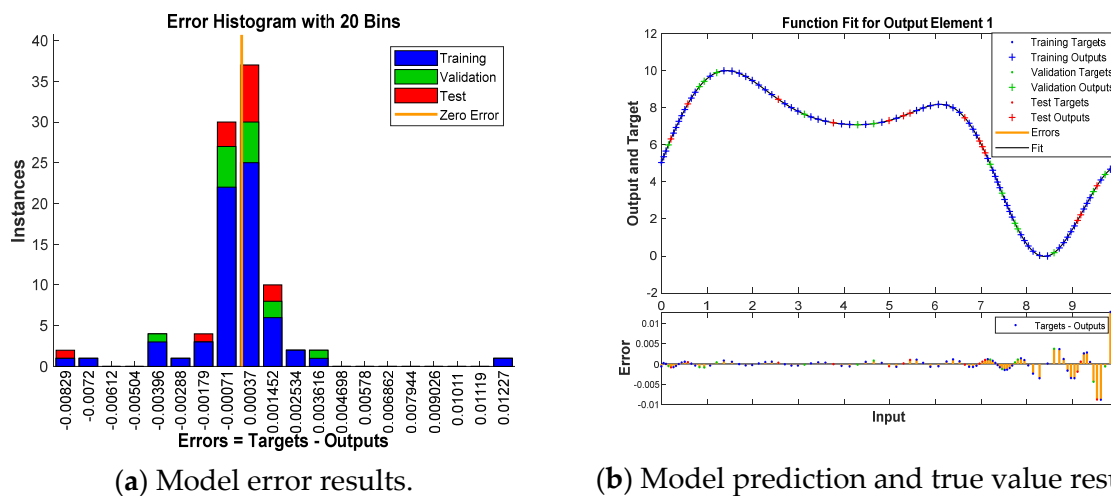 Error Histogram with 20 Bins
40
35
30
25
20
15
10
5
0
Instances
Training
Validation
Test
Zero Error
-0.00829
-0.0072
-0.00612
-0.00504
-0.00396
-0.00288
-0.00179
-0.00071
0.00037
0.001452
0.002534
0.003616
0.004698
0.00578
0.006862
0.007944
0.009026
0.01011
0.01119
0.01227
Errors = Targets - Outputs
(a) Model error results.
Function Fit for Output Element 1
12
10
8
6
4
2
0
Output and Target
Training Targets
Training Outputs
Validation Targets
Validation Outputs
Test Targets
Test Outputs
Errors
Fit
0 1 2 3 4 5 6 7 8 9
0.01
0.005
0
-0.005
-0.01
Error
Targets - Outputs
Input
(b) Model prediction and true value resu